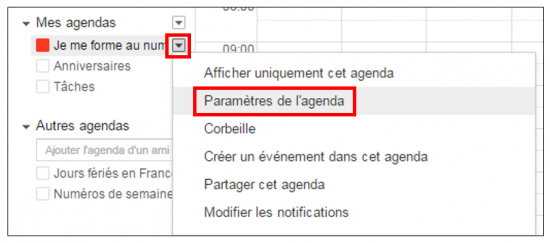 Mes agendas
Je me forme au num
Anniversaires
Tâches
Autres agendas
Ajouter l'agenda d'un ami
Jours fériés en Franc
Numéros de semaine
09:00
Afficher uniquement cet agenda
Paramètres de l'agenda
Corbeille
Créer un événement dans cet agenda
Partager cet agenda
Modifier les notifications